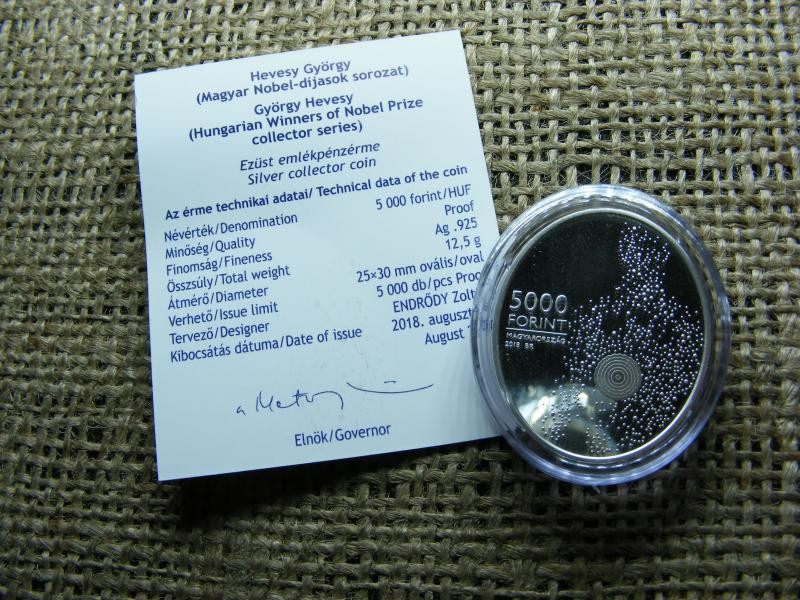 Hevesy György
(Magyar Nobel-díjasok sorozat)
György Hevesy
(Hungarian Winners of Nobel Prize
collector series)
Ezüst emlékpénzérme
Silver collector coin
Az érme technikai adatai/ Technical data of the coin
Névérték/Denomination 5 000 forint/HUF
Minőség/Quality Proof
Finomság/Fineness Ag .925
Összsúly/Total weight 12,5 g
Átmérő/Diameter 25×30 mm ovális/oval
Verhető/Issue limit 5 000 db/pcs Proof
Tervező/Designer ENDRŐDY Zolt
Kibocsátás dátuma/Date of issue 2018. auguszt
August
Elnök/Governor
5000
FORINT
MAGYARORSZÁG
2018 BP.